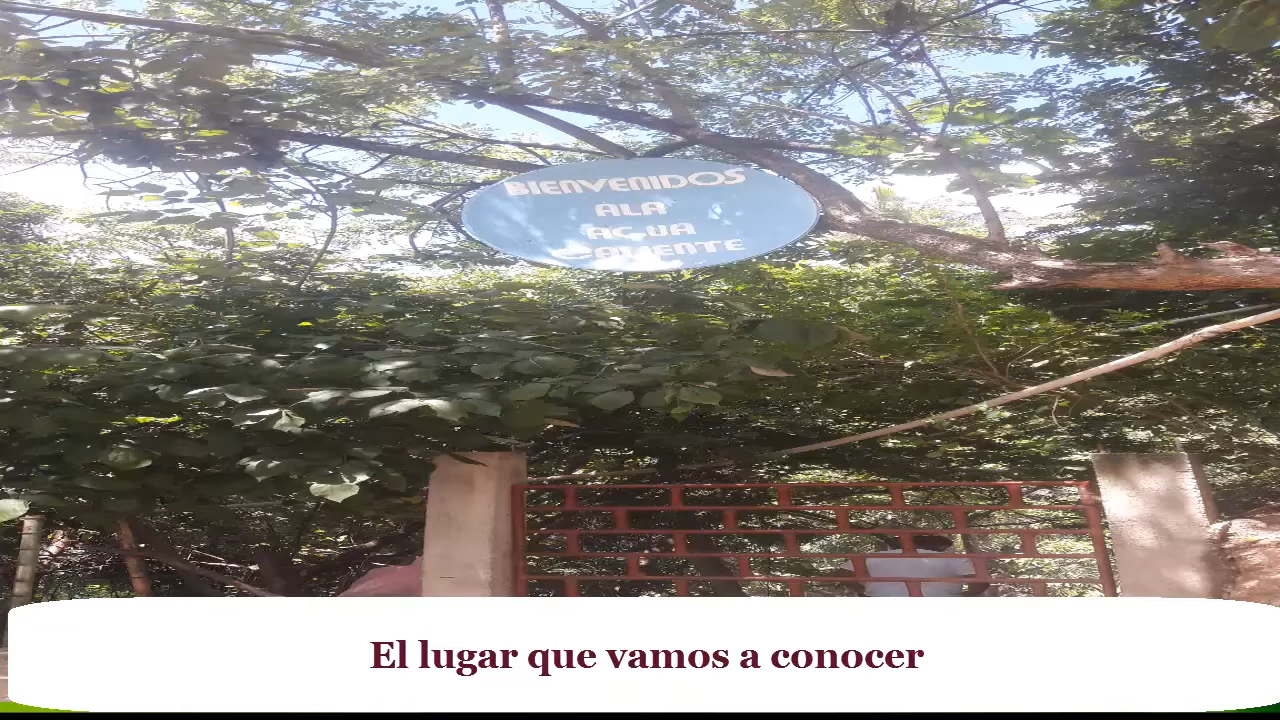 BIENVENIDOS
ALA
AGUA
CALIENTE
El lugar que vamos a conocer